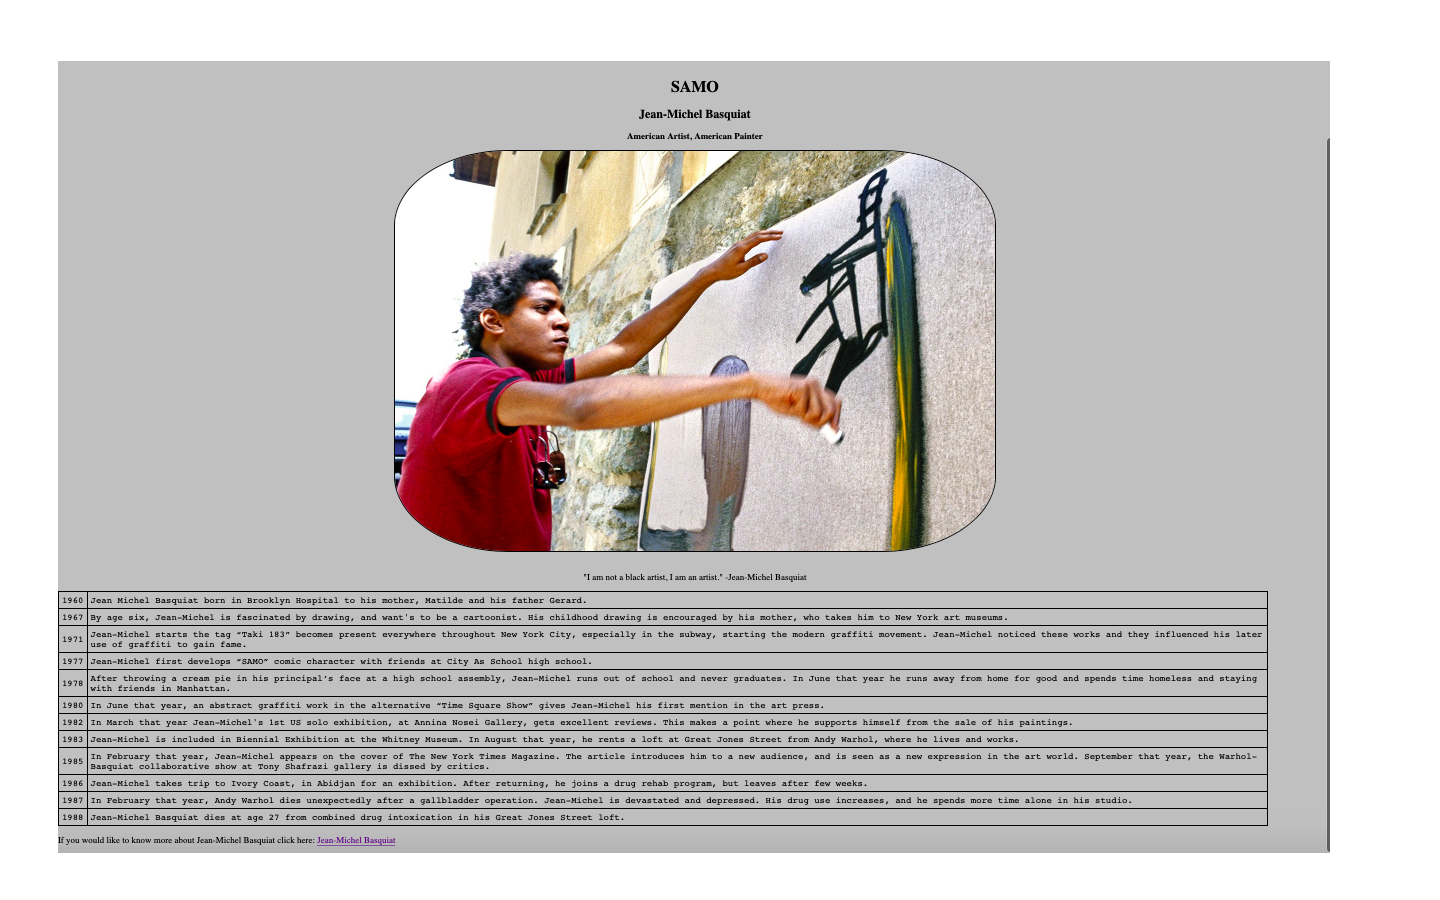 SAMO
Jean-Michel Basquiat
American Artist, American Painter
"I am not a black artist, I am an artist." -Jean-Michel Basquiat
1960 Jean Michel Basquiat born in Brooklyn Hospital to his mother, Matilde and his father Gerard.
1967 By age six, Jean-Michel is fascinated by drawing, and want's to be a cartoonist. His childhood drawing is encouraged by his mother, who takes him to New York art museums.
1971 Jean-Michel starts the tag “Taki 183” becomes present everywhere throughout New York City, especially in the subway, starting the modern graffiti movement. Jean-Michel noticed these works and they influenced his later
use of graffiti to gain fame.
1977 Jean-Michel first develops “SAMO” comic character with friends at City As School high school.
1978 After throwing a cream pie in his principal’s face at a high school assembly, Jean-Michel runs out of school and never graduates. In June that year he runs away from home for good and spends time homeless and staying
with friends in Manhattan.
1980 In June that year, an abstract graffiti work in the alternative “Time Square Show” gives Jean-Michel his first mention in the art press.
1982 In March that year Jean-Michel's 1st US solo exhibition, at Annina Nosei Gallery, gets excellent reviews. This makes a point where he supports himself from the sale of his paintings.
1983 Jean-Michel is included in Biennial Exhibition at the Whitney Museum. In August that year, he rents a loft at Great Jones Street from Andy Warhol, where he lives and works.
1985 In February that year, Jean-Michel appears on the cover of The New York Times Magazine. The article introduces him to a new audience, and is seen as a new expression in the art world. September that year, the Warhol-
Basquiat collaborative show at Tony Shafrazi gallery is dissed by critics.
1986 Jean-Michel takes trip to Ivory Coast, in Abidjan for an exhibition. After returning, he joins a drug rehab program, but leaves after few weeks.
1987 In February that year, Andy Warhol dies unexpectedly after a gallbladder operation. Jean-Michel is devastated and depressed. His drug use increases, and he spends more time alone in his studio.
1988 Jean-Michel Basquiat dies at age 27 from combined drug intoxication in his Great Jones Street loft.
If you would like to know more about Jean-Michel Basquiat click here: Jean-Michel Basquiat